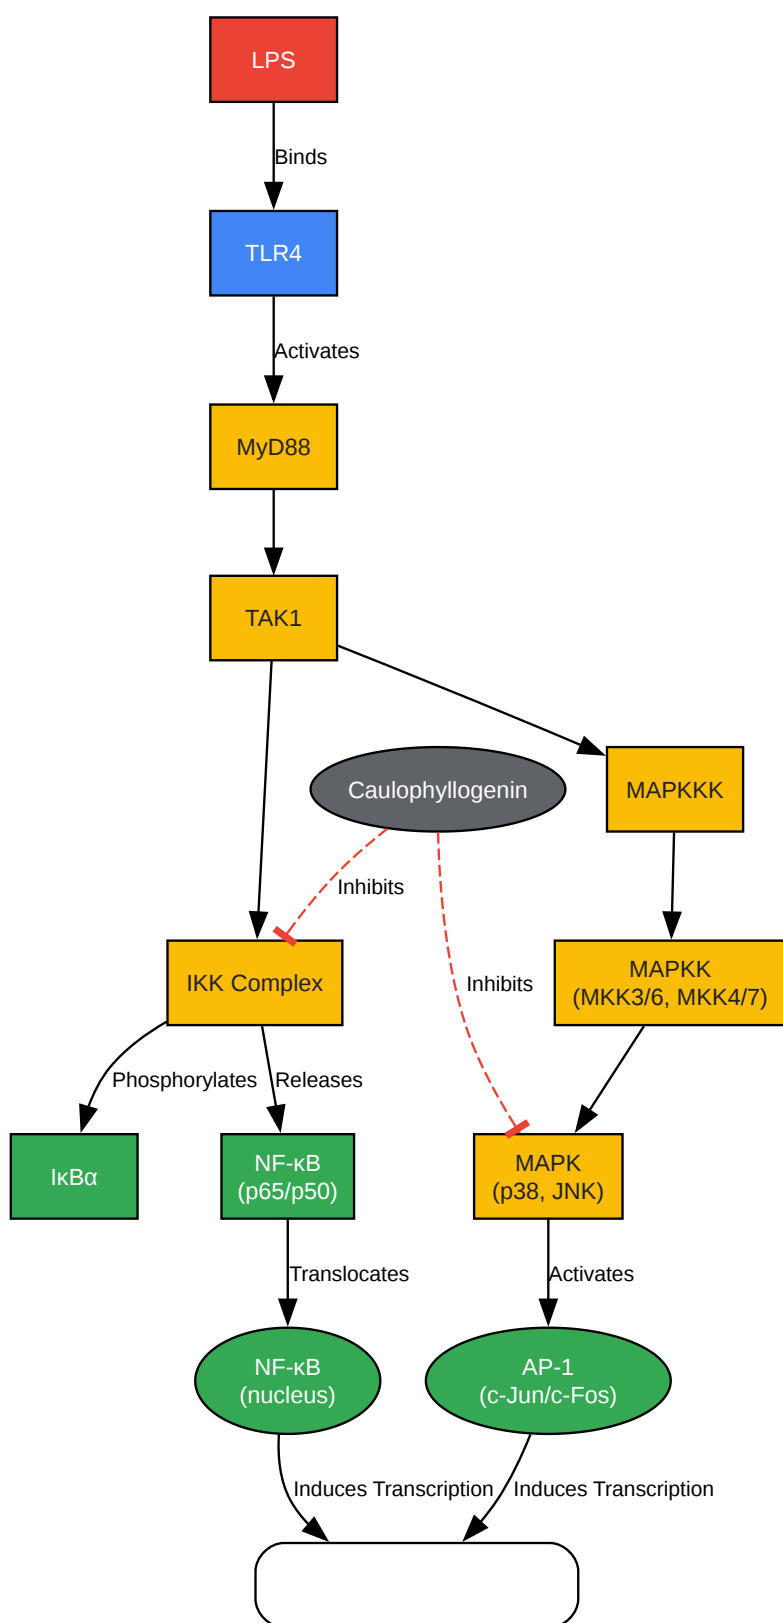 LPS
Binds
TLR4
Activates
MyD88
TAK1
Caulophyllogenin
MAPKKK
Inhibits
IKK Complex
MAPKK
(MKK3/6, MKK4/7)
Inhibits
Phosphorylates
Releases
IκBα
NF-κB
(p65/p50)
MAPK
(p38, JNK)
Translocates
Activates
NF-κB
(nucleus)
AP-1
(c-Jun/c-Fos)
Induces Transcription
Induces Transcription